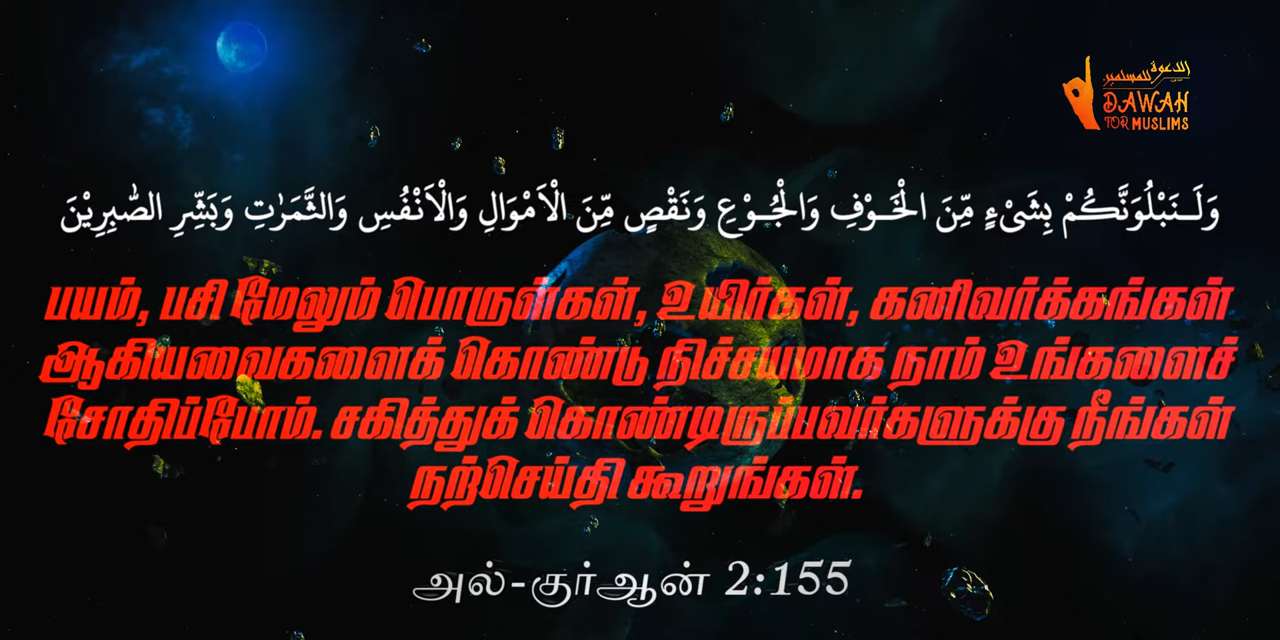 الدعوة للمسلمين
DAWAH
FOR MUSLIMS
وَلَـنَبْلُوَنَّكُمْ بِشَىْءٍ مِّنَ الْخَـوْفِ وَالْجُـوْعِ وَنَقْصٍ مِّنَ الْاَمْوَالِ وَالْاَنْفُسِ وَالثَّمَرٰتِ وَبَشِّرِ الصّٰبِرِيْنَ
பயம், பசி மேலும் பொருள்கள், உயிர்கள், கனிவர்க்கங்கள்
ஆகியவைகளைக் கொண்டு நிச்சயமாக நாம் உங்களைச்
சோதிப்போம். சகித்துக் கொண்டிருப்பவர்களுக்கு நீங்கள்
நற்செய்தி கூறுங்கள்.
அல்-குர்ஆன் 2:155